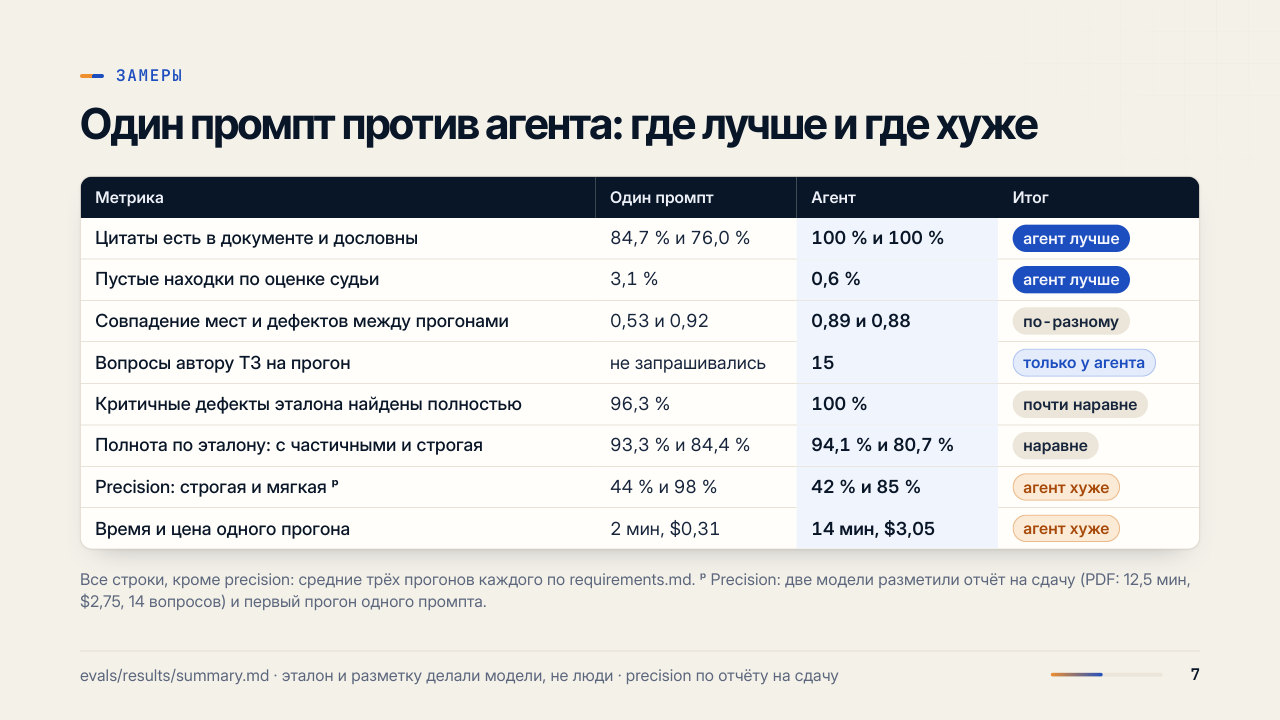 ЗАМЕРЫ
Один промпт против агента: где лучше и где хуже
Метрика Один промпт Агент Итог
Цитаты есть в документе и дословны 84,7 % и 76,0 % 100 % и 100 % агент лучше
Пустые находки по оценке судьи 3,1 % 0,6 % агент лучше
Совпадение мест и дефектов между прогонами 0,53 и 0,92 0,89 и 0,88 по-разному
Вопросы автору ТЗ на прогон не запрашивались 15 только у агента
Критичные дефекты эталона найдены полностью 96,3 % 100 % почти наравне
Полнота по эталону: с частичными и строгая 93,3 % и 84,4 % 94,1 % и 80,7 % наравне
Precision: строгая и мягкая ᴾ 44 % и 98 % 42 % и 85 % агент хуже
Время и цена одного прогона 2 мин, $0,31 14 мин, $3,05 агент хуже
Все строки, кроме precision: средние трёх прогонов каждого по requirements.md. ᴾ Precision: две модели разметили отчёт на сдачу (PDF: 12,5 мин,
$2,75, 14 вопросов) и первый прогон одного промпта.
evals/results/summary.md · эталон и разметку делали модели, не люди · precision по отчёту на сдачу 7